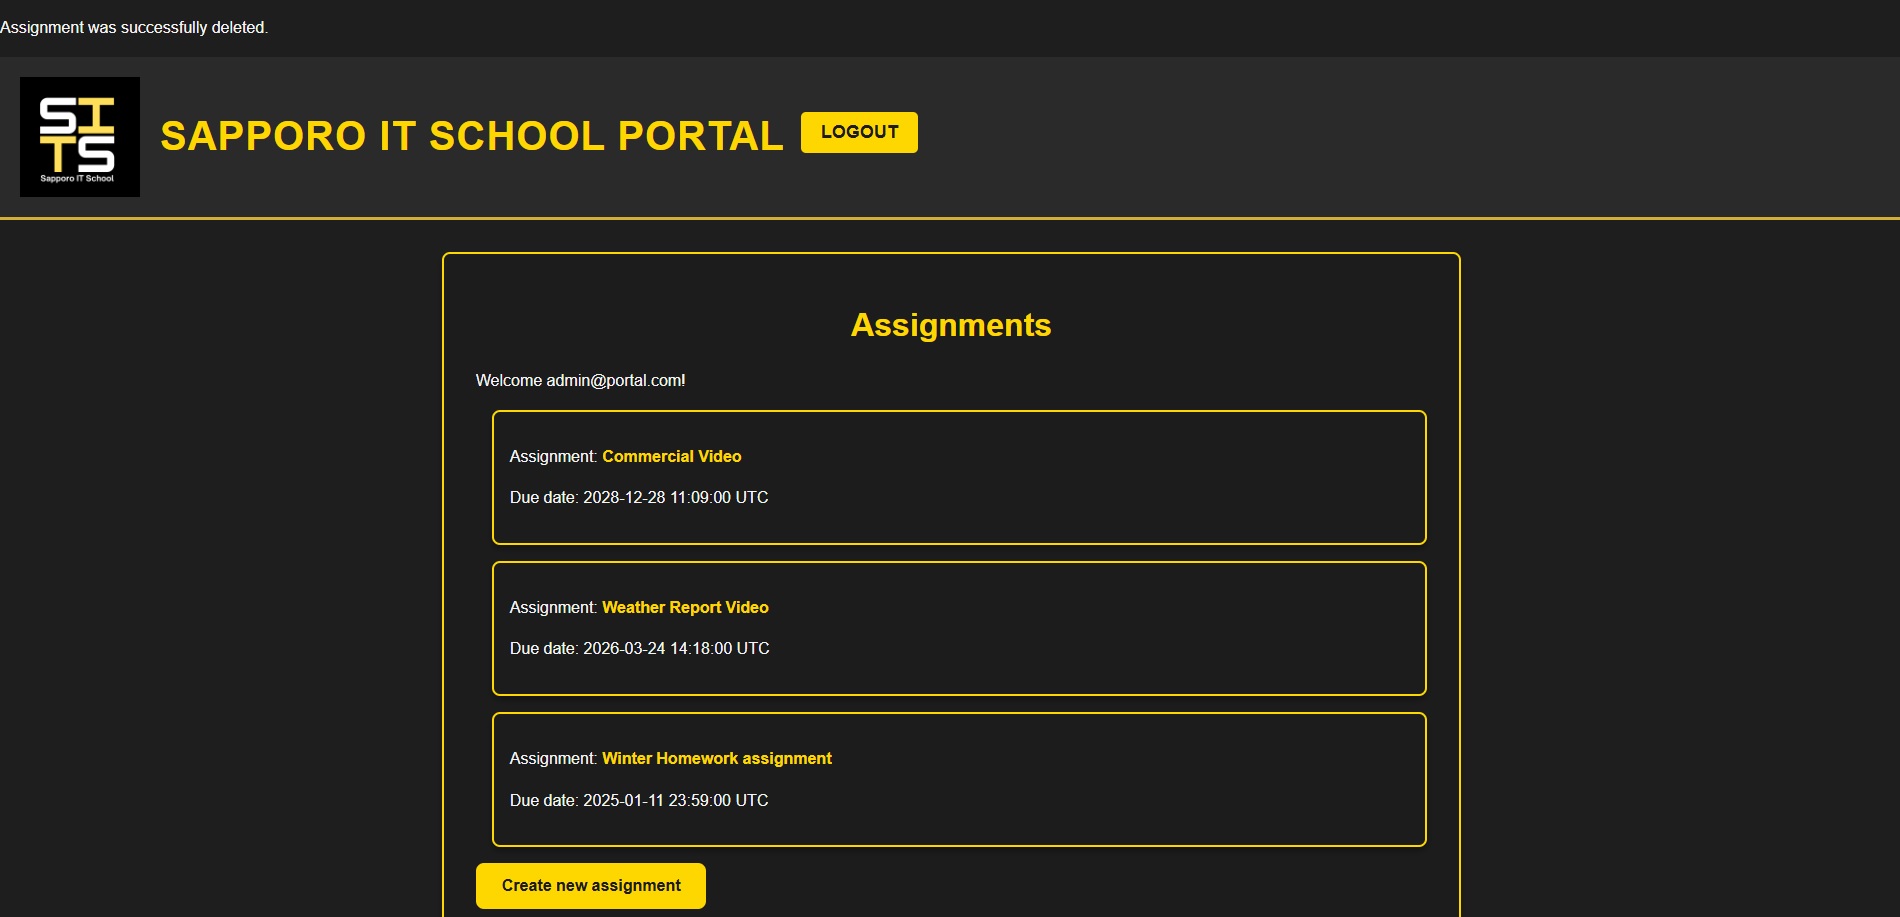 Assignment was successfully deleted.
SI
TS
Sapporo IT School
SAPPORO IT SCHOOL PORTAL
LOGOUT
Assignments
Welcome admin@portal.com!
Assignment: Commercial Video
Due date: 2028-12-28 11:09:00 UTC
Assignment: Weather Report Video
Due date: 2026-03-24 14:18:00 UTC
Assignment: Winter Homework assignment
Due date: 2025-01-11 23:59:00 UTC
Create new assignment